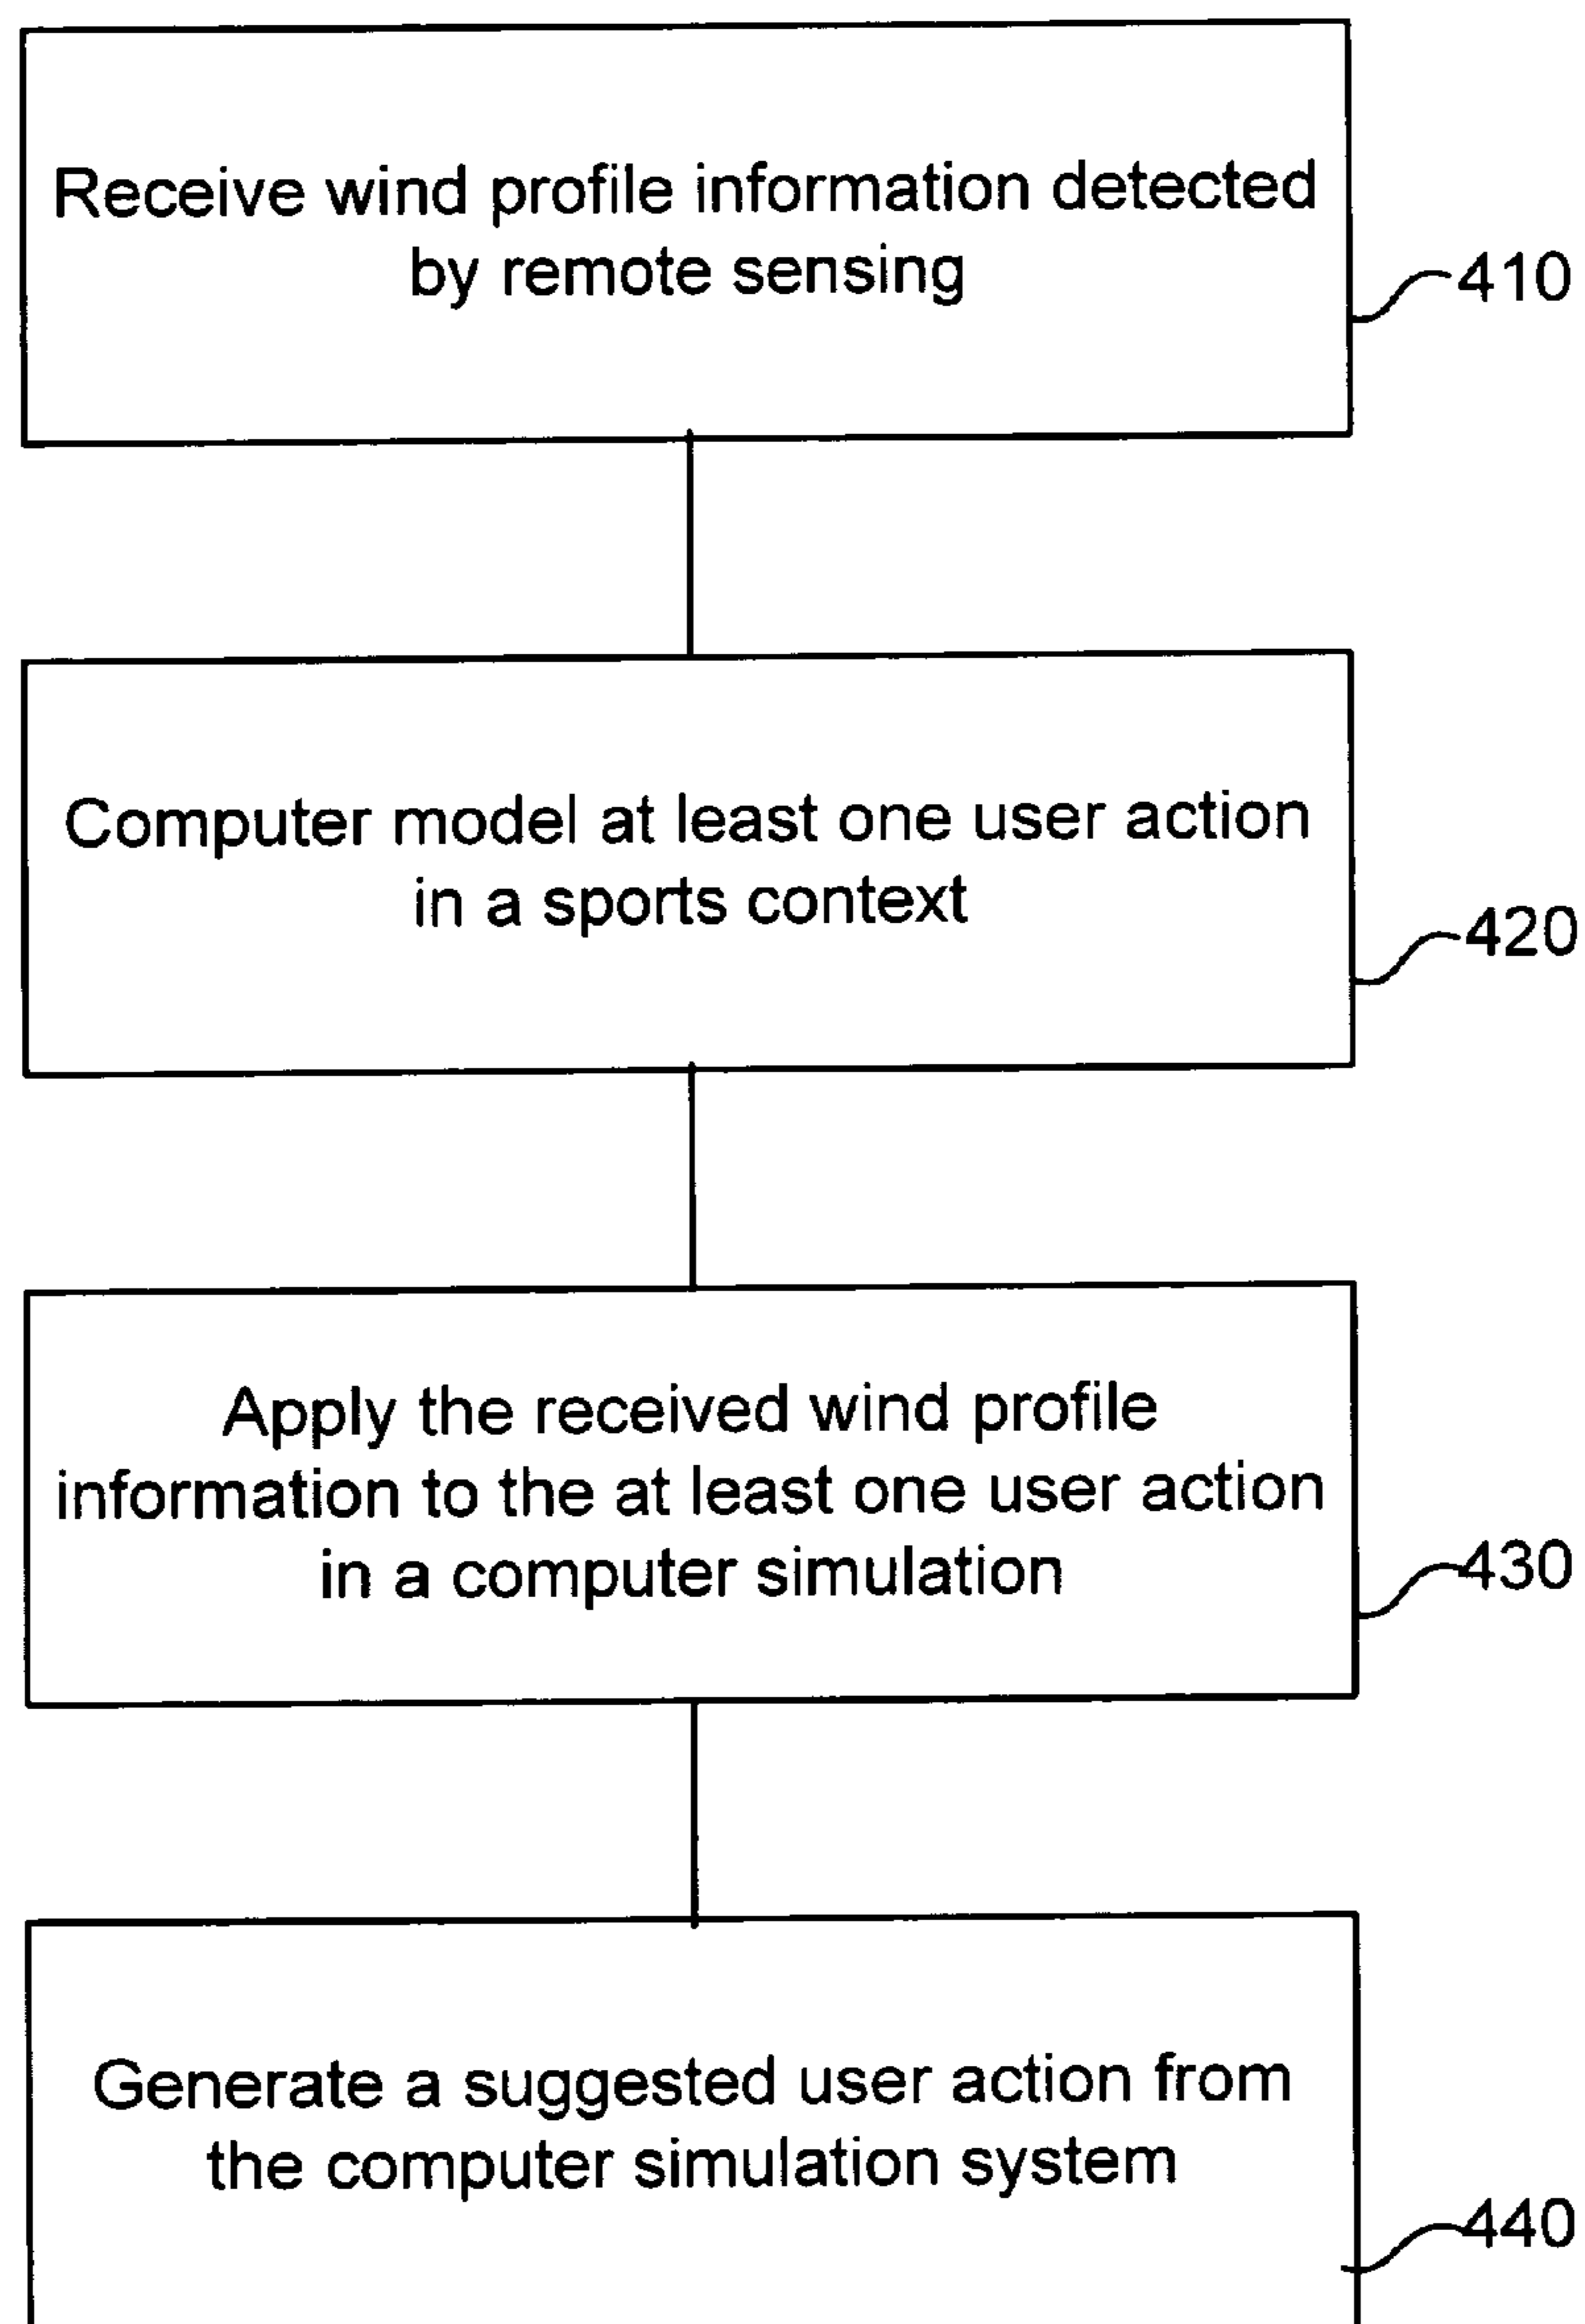 Receive wind profile information detected
by remote sensing
410
Computer model at least one user action
in a sports context
420
Apply the received wind profile
information to the at least one user action
in a computer simulation
430
Generate a suggested user action from
the computer simulation system
440